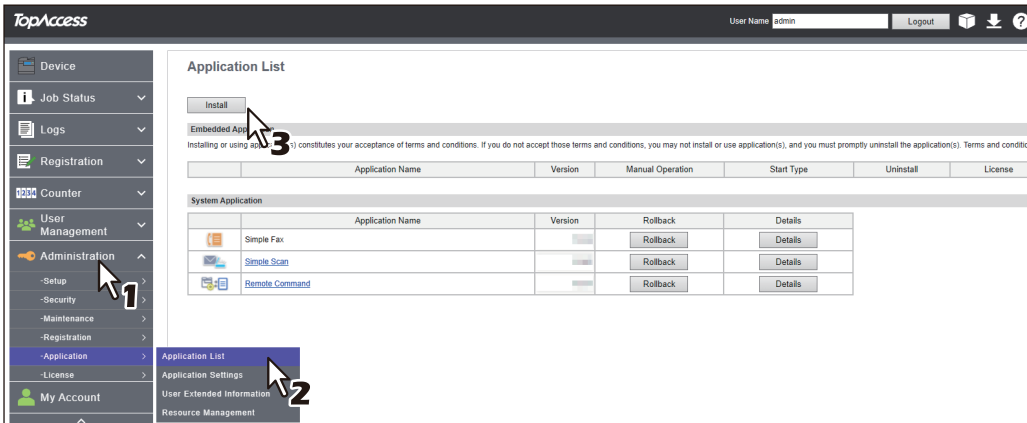 TopAccess
User Name admin Logout ?
Device
Job Status
Logs
Registration
1234 Counter
User
Management
Administration
-Setup
-Security
-Maintenance
-Registration
-Application
-License
My Account
1
Application List
Application Settings
User Extended Information
Resource Management
2
Application List
Install
3
Embedded
Installing or using constitutes your acceptance of terms and conditions. If you do not accept those terms and conditions, you may not install or use application(s), and you must promptly uninstall the application(s). Terms and conditio
Application Name Version Manual Operation Start Type Uninstall License
System Application
Application Name Version Rollback Details
Simple Fax Rollback Details
Simple Scan Rollback Details
Remote Command Rollback Details